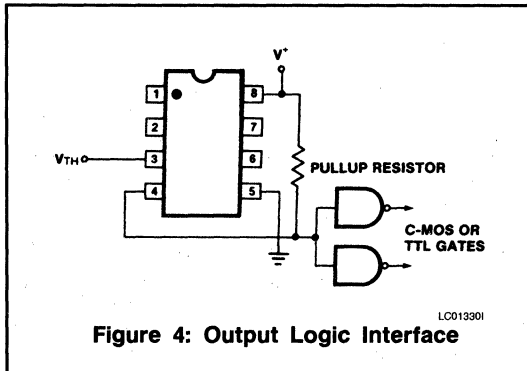 V+
1
8
2
7
VTH
3
6
PULLUP RESISTOR
4
5
C-MOS OR
TTL GATES
LC01330I
Figure 4: Output Logic Interface